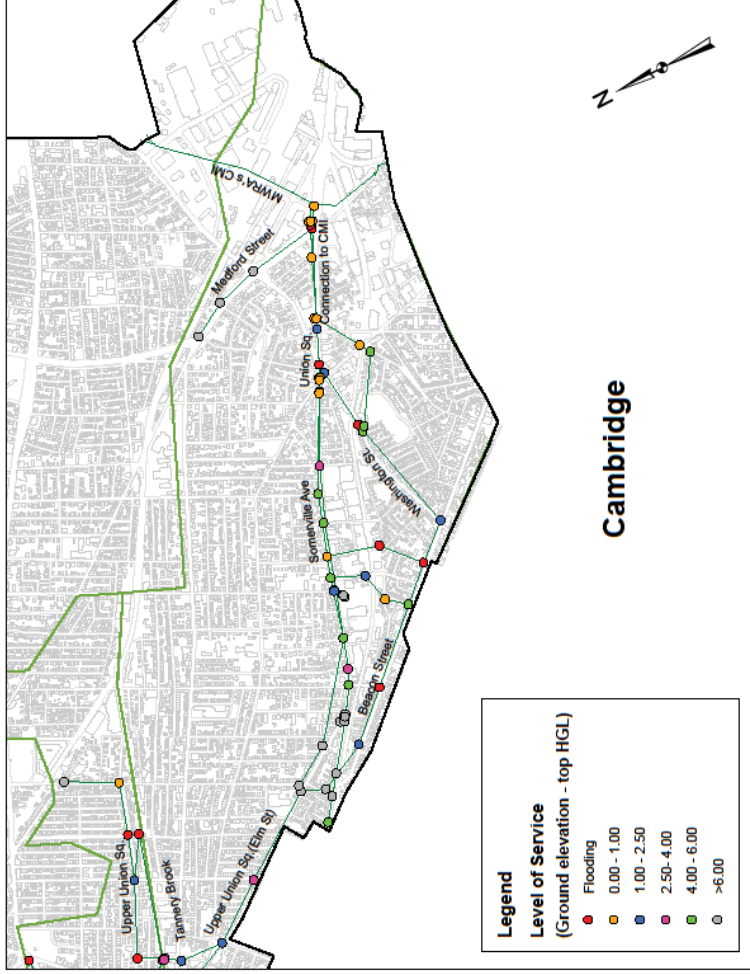 MWRA's CMI
Medford Street
Connection to CMI
Union Sq.
Washington St.
Somerville Ave
Beacon Street
Upper Union Sq.
Tannery Brook
Upper Union Sq.(Elm St)
N
Cambridge
Legend
Level of Service
(Ground elevation - top HGL)
Flooding
0.00 - 1.00
1.00 - 2.50
2.50- 4.00
4.00 - 6.00
>6.00